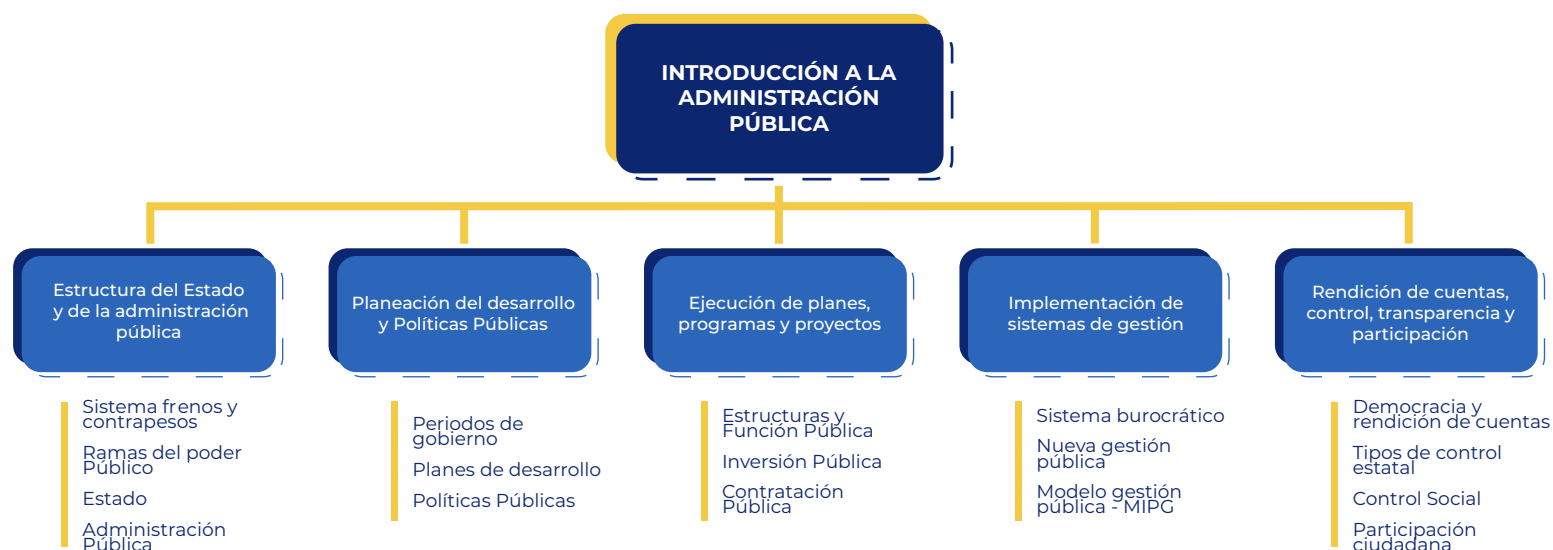 INTRODUCCIÓN A LA
ADMINISTRACIÓN
PÚBLICA
Estructura del Estado
y de la administración
pública
Planeación del desarrollo
y Políticas Públicas
Ejecución de planes,
programas y proyectos
Implementación de
sistemas de gestión
Rendición de cuentas,
control, transparencia y
participación
Sistema frenos y
contrapesos
Ramas del poder
Público
Estado
Administración
Pública
Periodos de
gobierno
Planes de desarrollo
Políticas Públicas
Estructuras y
Función Pública
Inversión Pública
Contratación
Pública
Sistema burocrático
Nueva gestión
pública
Modelo gestión
pública - MIPG
Democracia y
rendición de cuentas
Tipos de control
estatal
Control Social
Participación
ciudadana